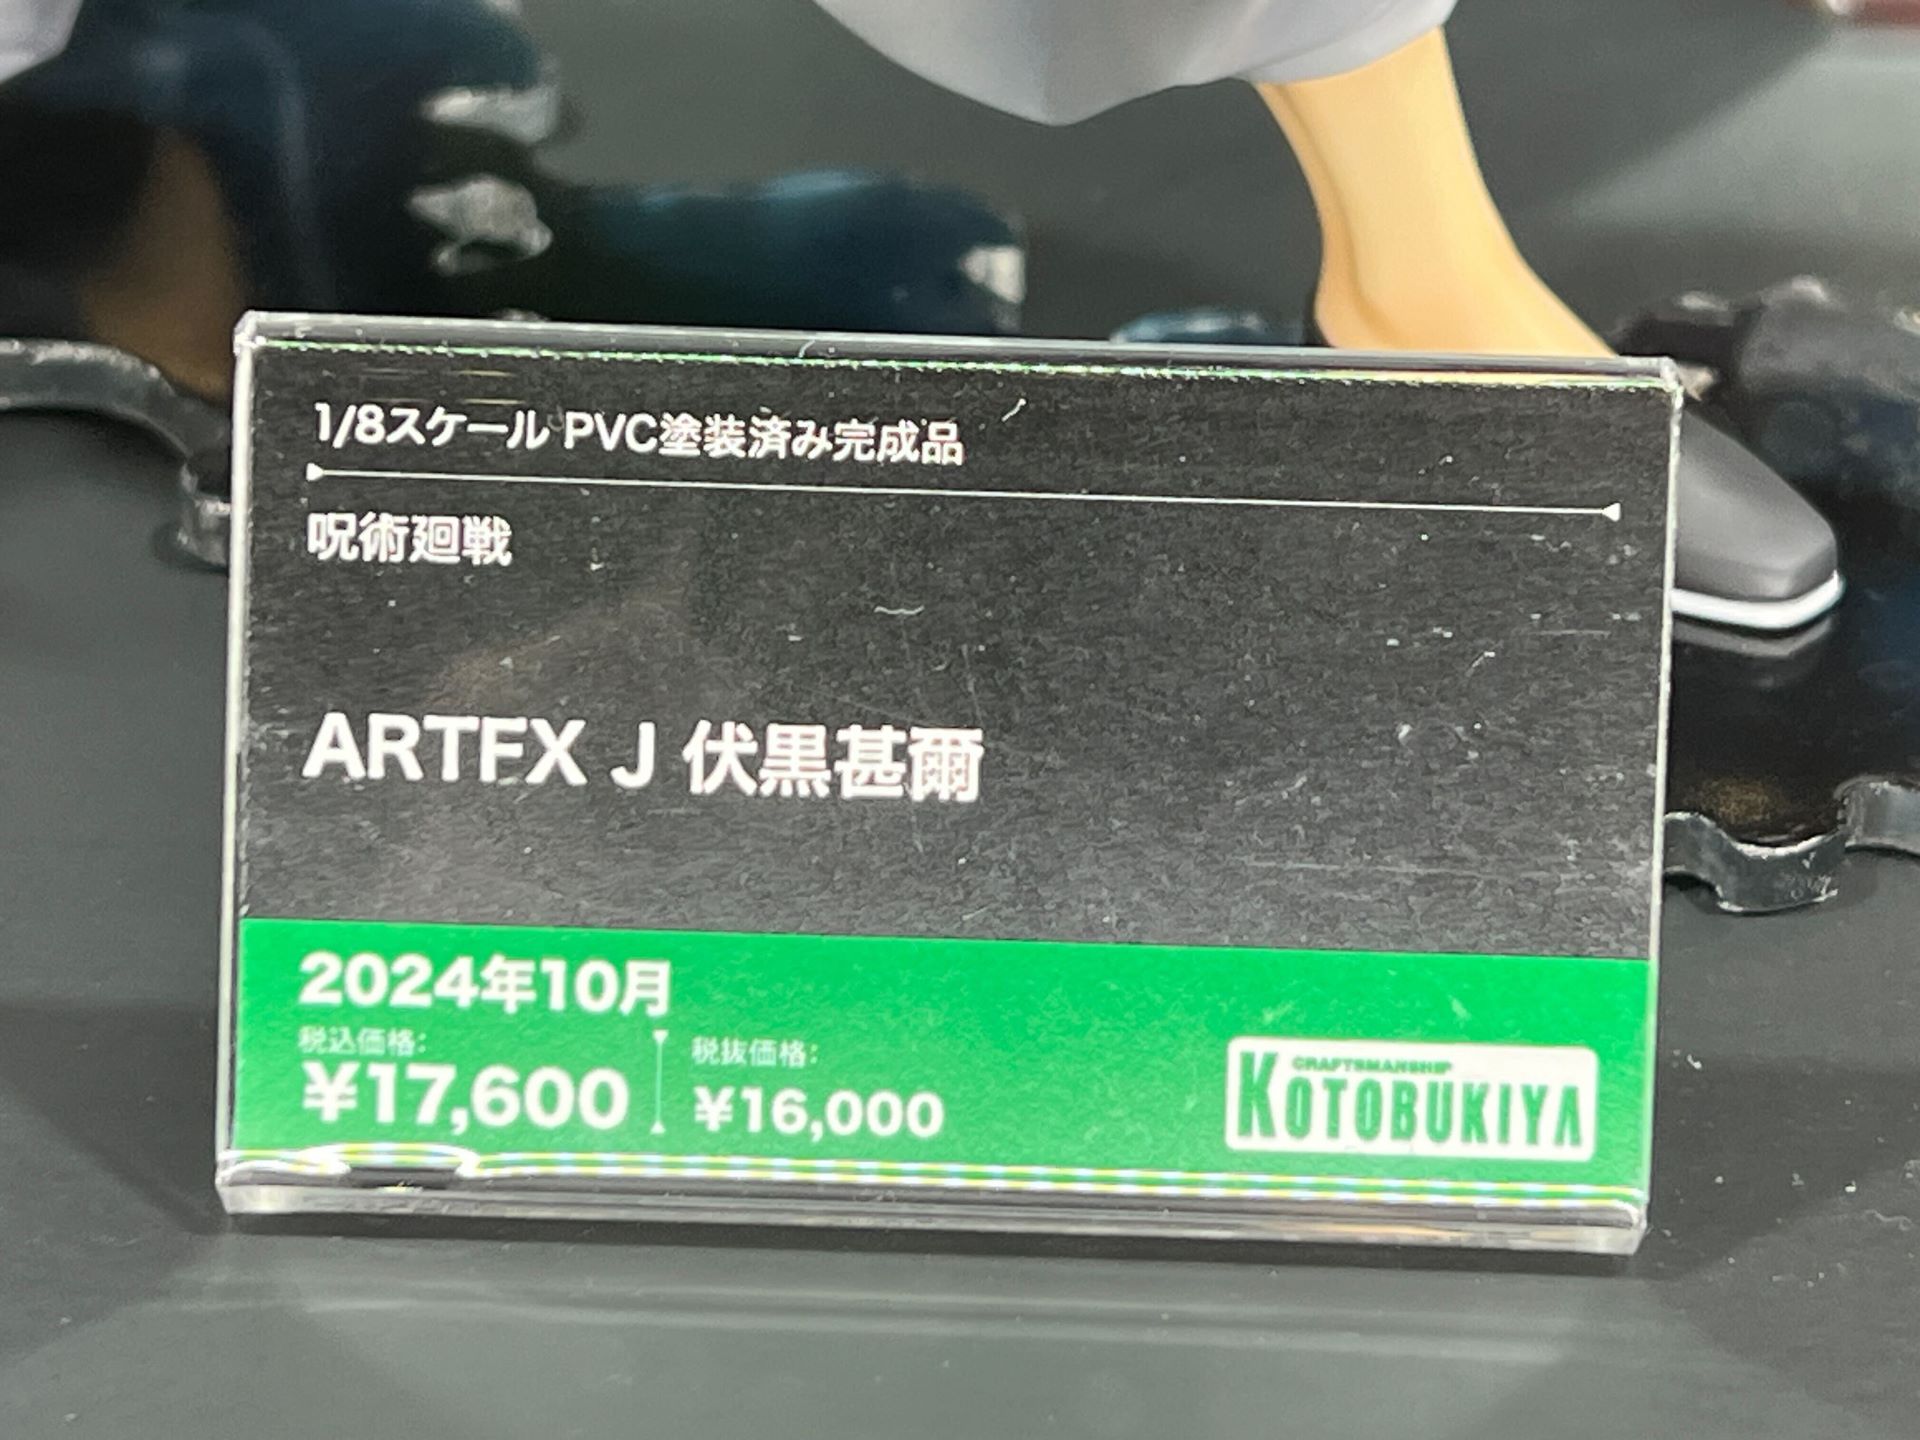 1/8スケール PVC塗装済み完成品
呪術廻戦
ARTFX J 伏黒甚爾
2024年10月
税込価格:
¥17,600
税抜価格:
¥16,000
CRAFTSMANSHIP
KOTOBUKIYA